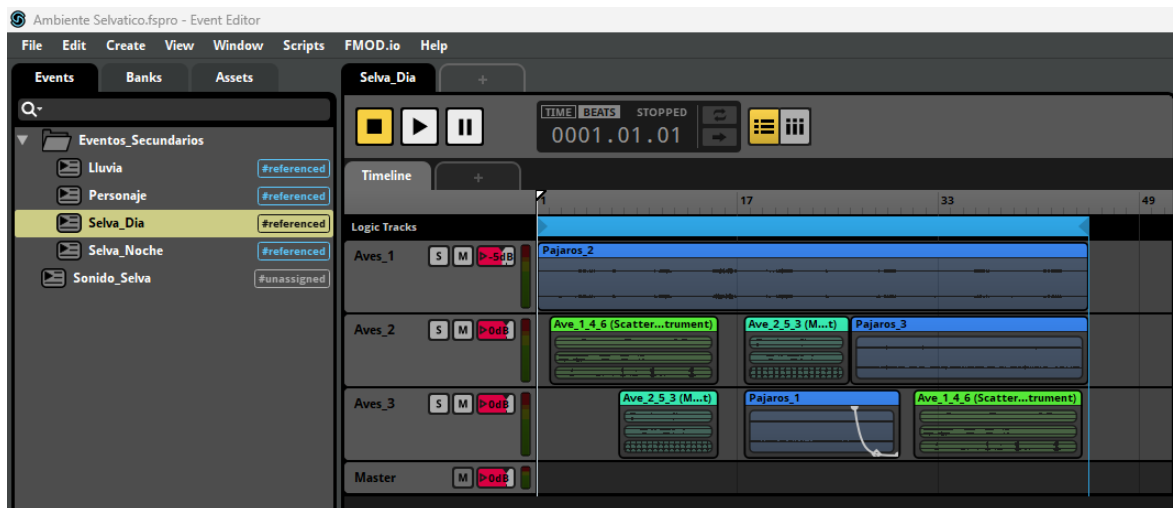 Ambiente Selvatico.fspro - Event Editor
File Edit Create View Window Scripts FMOD.io Help
Events Banks Assets
Selva_Dia +
TIME BEATS STOPPED
0001.01.01
Eventos_Secundarios
Lluvia #referenced
Personaje #referenced
Selva_Dia #referenced
Selva_Noche #referenced
Sonido_Selva #unassigned
Timeline +
1 17 33 49
Logic Tracks
Aves_1 S M -5dB
Pajaros_2
Aves_2 S M 0dB
Ave_1_4_6 (Scatter...trument) Ave_2_5_3 (M...t) Pajaros_3
Aves_3 S M 0dB
Ave_2_5_3 (M...t) Pajaros_1 Ave_1_4_6 (Scatter...trument)
Master M 0dB